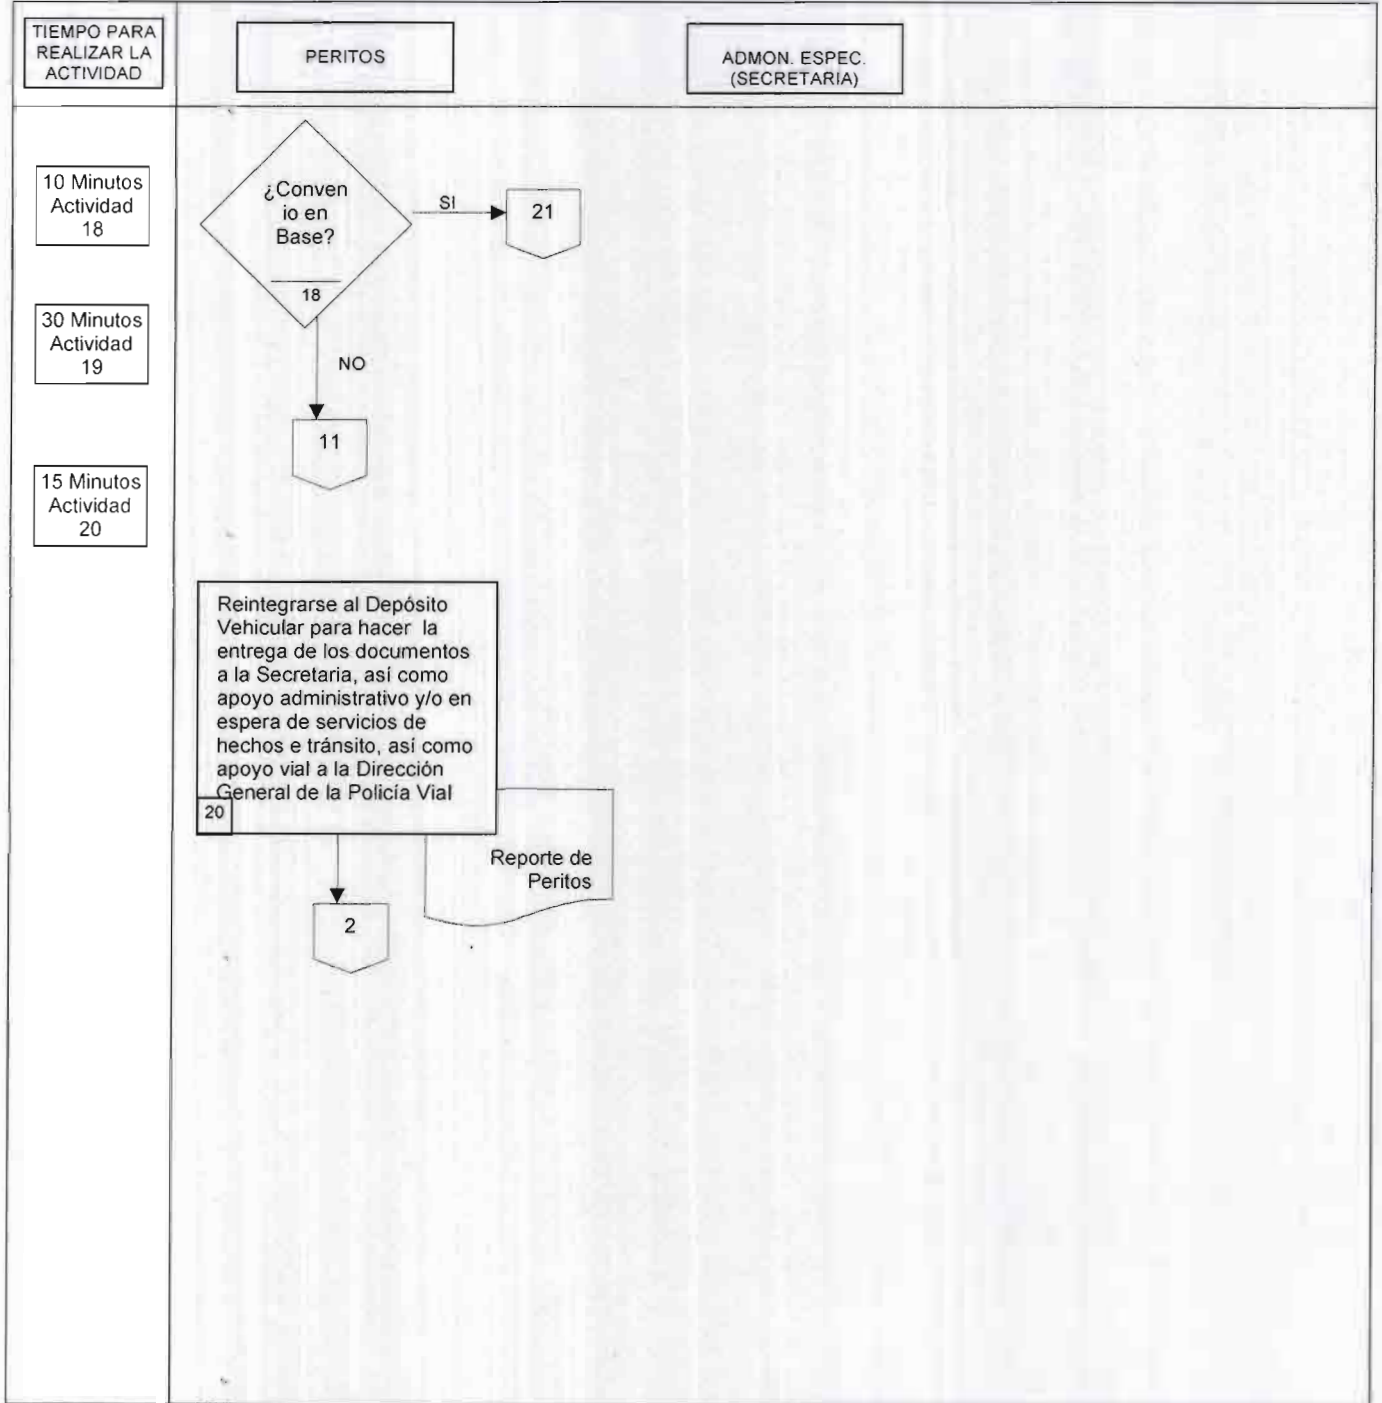 TIEMPO PARA
REALIZAR LA
ACTIVIDAD
PERITOS
ADMON. ESPEC.
(SECRETARIA)
10 Minutos
Actividad
18
¿Conven
io en
Base?
18
SI
21
30 Minutos
Actividad
19
NO
11
15 Minutos
Actividad
20
Reintegrarse al Depósito
Vehicular para hacer la
entrega de los documentos
a la Secretaria, así como
apoyo administrativo y/o en
espera de servicios de
hechos e tránsito, así como
apoyo vial a la Dirección
General de la Policía Vial
20
Reporte de
Peritos
2